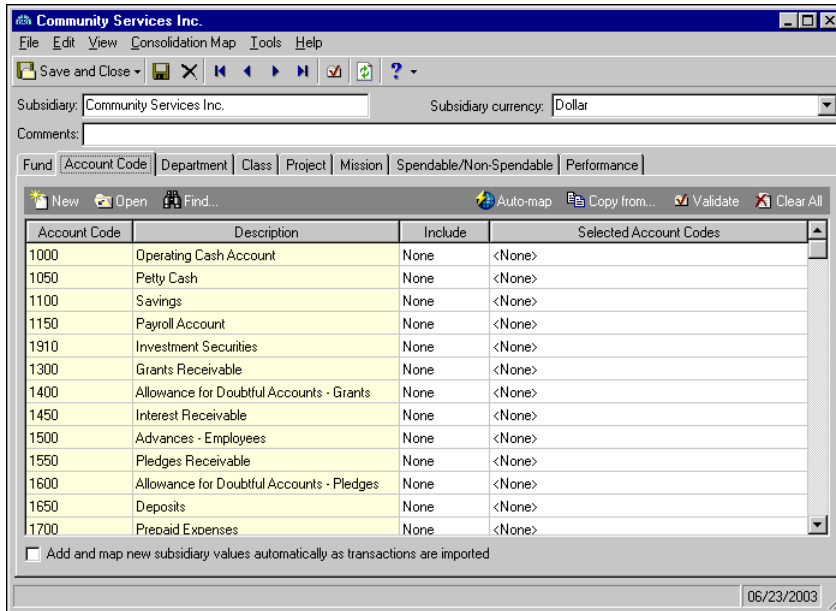 Community Services Inc.
File Edit View Consolidation Map Tools Help
Save and Close ?
Subsidiary: Community Services Inc. Subsidiary currency: Dollar
Comments:
Fund Account Code Department Class Project Mission Spendable/Non-Spendable Performance
New Open Find... Auto-map Copy from... Validate Clear All
Account Code Description Include Selected Account Codes
1000 Operating Cash Account None <None>
1050 Petty Cash None <None>
1100 Savings None <None>
1150 Payroll Account None <None>
1910 Investment Securities None <None>
1300 Grants Receivable None <None>
1400 Allowance for Doubtful Accounts - Grants None <None>
1450 Interest Receivable None <None>
1500 Advances - Employees None <None>
1550 Pledges Receivable None <None>
1600 Allowance for Doubtful Accounts - Pledges None <None>
1650 Deposits None <None>
1700 Prepaid Expenses None <None>
Add and map new subsidiary values automatically as transactions are imported
06/23/2003